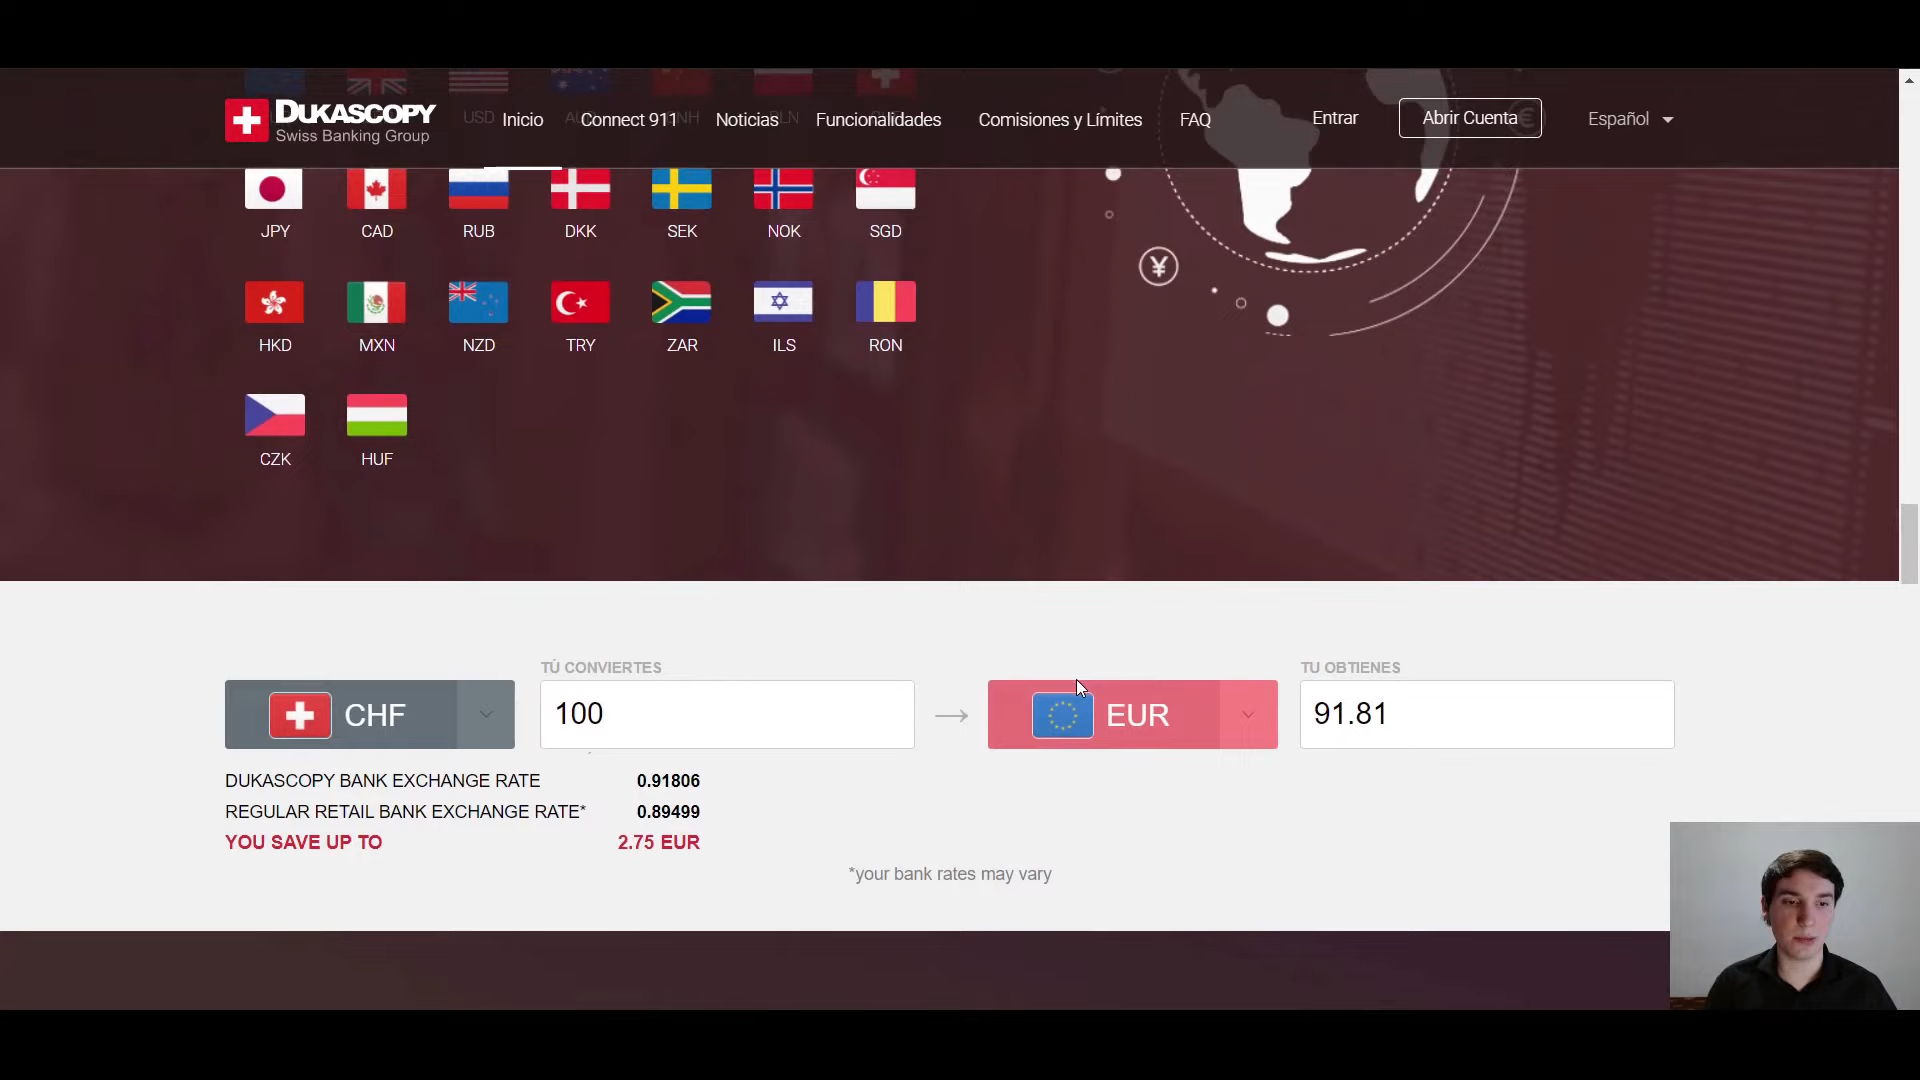 DUKASCOPY
Swiss Banking Group
Inicio
Connect 911
Noticias
Funcionalidades
Comisiones y Límites
FAQ
Entrar
Abrir Cuenta
Español
USD
JPY CAD RUB DKK SEK NOK SGD
HKD MXN NZD TRY ZAR ILS RON
CZK HUF
¥
TÚ CONVIERTES
TU OBTIENES
CHF
100
EUR
91.81
DUKASCOPY BANK EXCHANGE RATE 0.91806
REGULAR RETAIL BANK EXCHANGE RATE* 0.89499
YOU SAVE UP TO 2.75 EUR
*your bank rates may vary